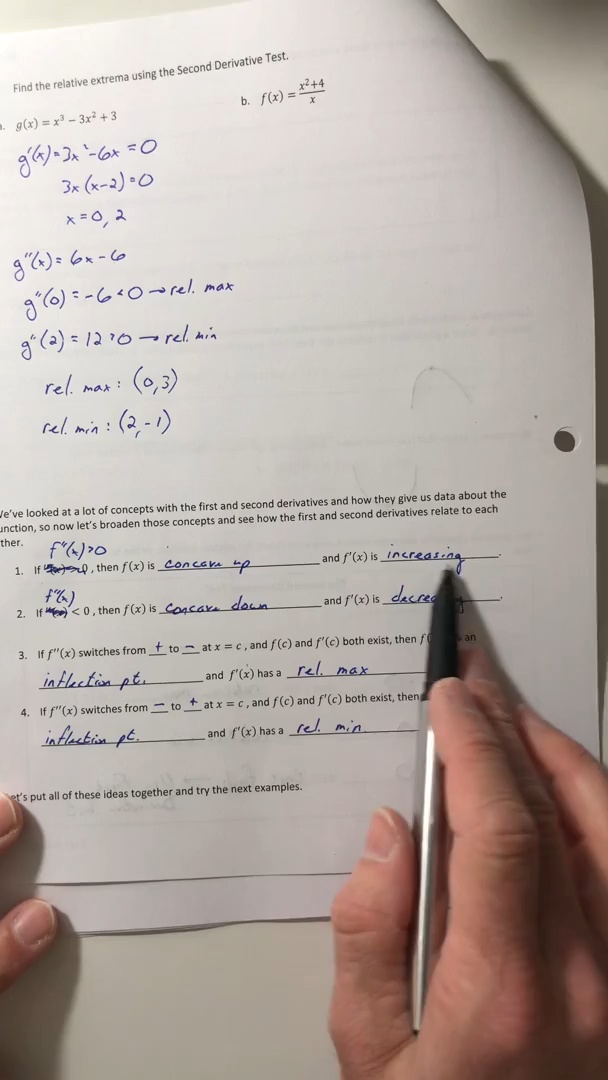 Find the relative extrema using the Second Derivative Test.
g(x) = x³ − 3x² + 3
b. f(x) = (x²+4)/x
g'(x) = 3x² − 6x = 0
3x(x−2) = 0
x = 0, 2
g''(x) = 6x − 6
g''(0) = −6 < 0 → rel. max
g''(2) = 12 > 0 → rel. min
rel. max : (0,3)
rel. min : (2,−1)
We've looked at a lot of concepts with the first and second derivatives and how they give us data about the
unction, so now let's broaden those concepts and see how the first and second derivatives relate to each
ther.
f''(x) > 0
1. If , then f(x) is concave up and f'(x) is increasing.
f''(x)
2. If < 0 , then f(x) is concave down and f'(x) is decrea
3. If f''(x) switches from + to − at x = c , and f(c) and f'(c) both exist, then an
inflection pt. and f'(x) has a rel. max
4. If f''(x) switches from − to + at x = c , and f(c) and f'(c) both exist, then
inflection pt. and f'(x) has a rel. min.
et's put all of these ideas together and try the next examples.